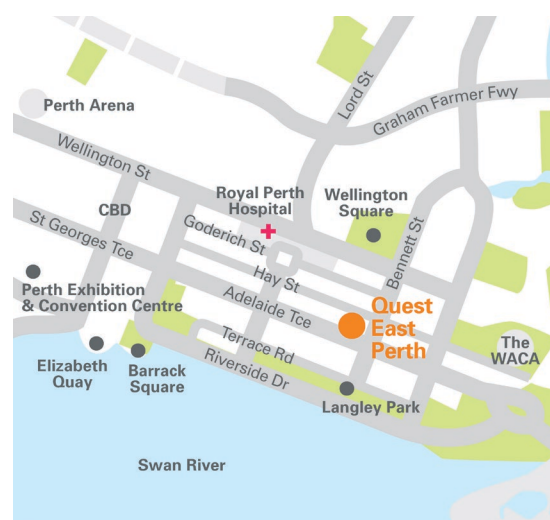 Lord St
Graham Farmer Fwy
Perth Arena
Wellington St
Royal Perth
Hospital
Wellington
Square
CBD
St Georges Tce
Goderich St
Bennett St
Hay St
Perth Exhibition
& Convention Centre
Adelaide Tce
Quest
East
Perth
Terrace Rd
The
WACA
Elizabeth
Quay
Barrack
Square
Riverside Dr
Langley Park
Swan River